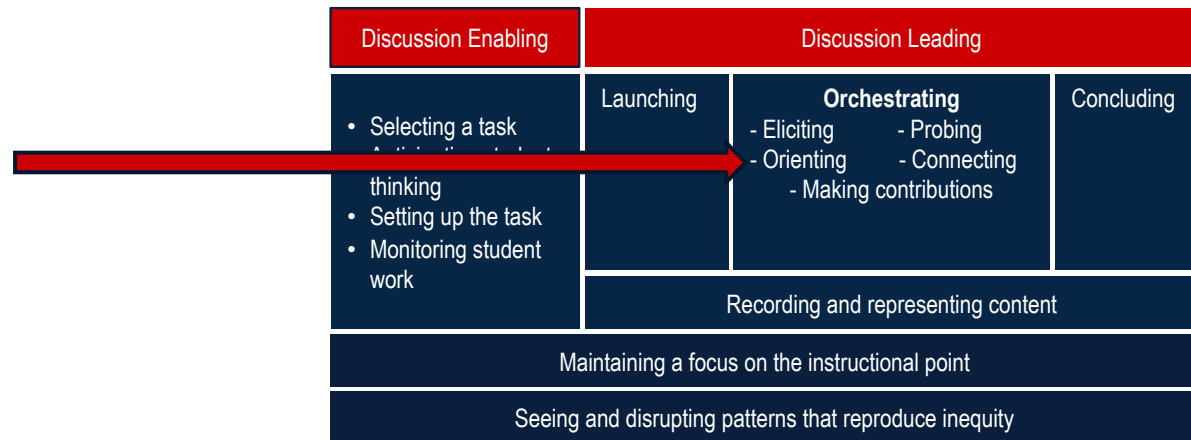 Discussion Enabling
Discussion Leading
• Selecting a task
thinking
• Setting up the task
• Monitoring student
work
Launching
Orchestrating
- Eliciting - Probing
- Orienting - Connecting
- Making contributions
Concluding
Recording and representing content
Maintaining a focus on the instructional point
Seeing and disrupting patterns that reproduce inequity